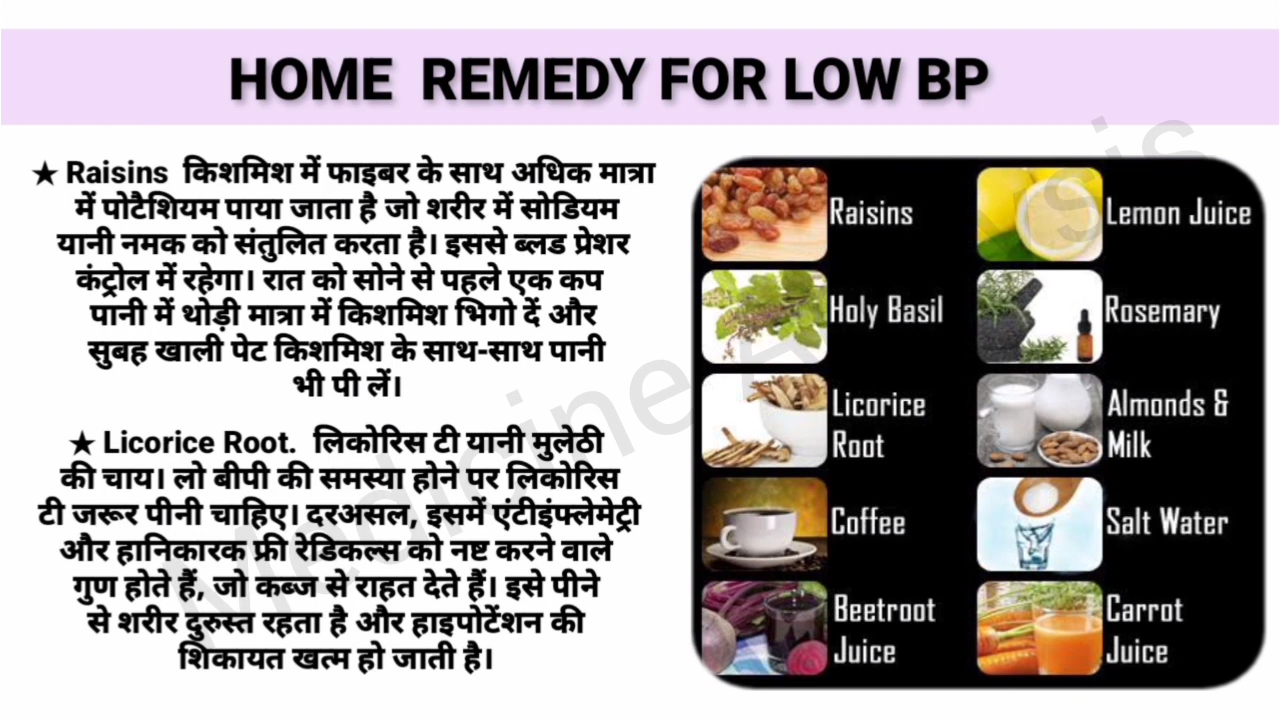 HOME REMEDY FOR LOW BP
★ Raisins किशमिश में फाइबर के साथ अधिक मात्रा
में पोटैशियम पाया जाता है जो शरीर में सोडियम
यानी नमक को संतुलित करता है। इससे ब्लड प्रेशर
कंट्रोल में रहेगा। रात को सोने से पहले एक कप
पानी में थोड़ी मात्रा में किशमिश भिगो दें और
सुबह खाली पेट किशमिश के साथ-साथ पानी
भी पी लें।
★ Licorice Root. लिकोरिस टी यानी मुलेठी
की चाय। लो बीपी की समस्या होने पर लिकोरिस
टी जरूर पीनी चाहिए। दरअसल, इसमें एंटीइंफ्लेमेट्री
और हानिकारक फ्री रेडिकल्स को नष्ट करने वाले
गुण होते हैं, जो कब्ज से राहत देते हैं। इसे पीने
से शरीर दुरुस्त रहता है और हाइपोटेंशन की
शिकायत खत्म हो जाती है।
Raisins
Lemon Juice
Holy Basil
Rosemary
Licorice
Root
Almonds &
Milk
Coffee
Salt Water
Beetroot
Juice
Carrot
Juice
Medicine